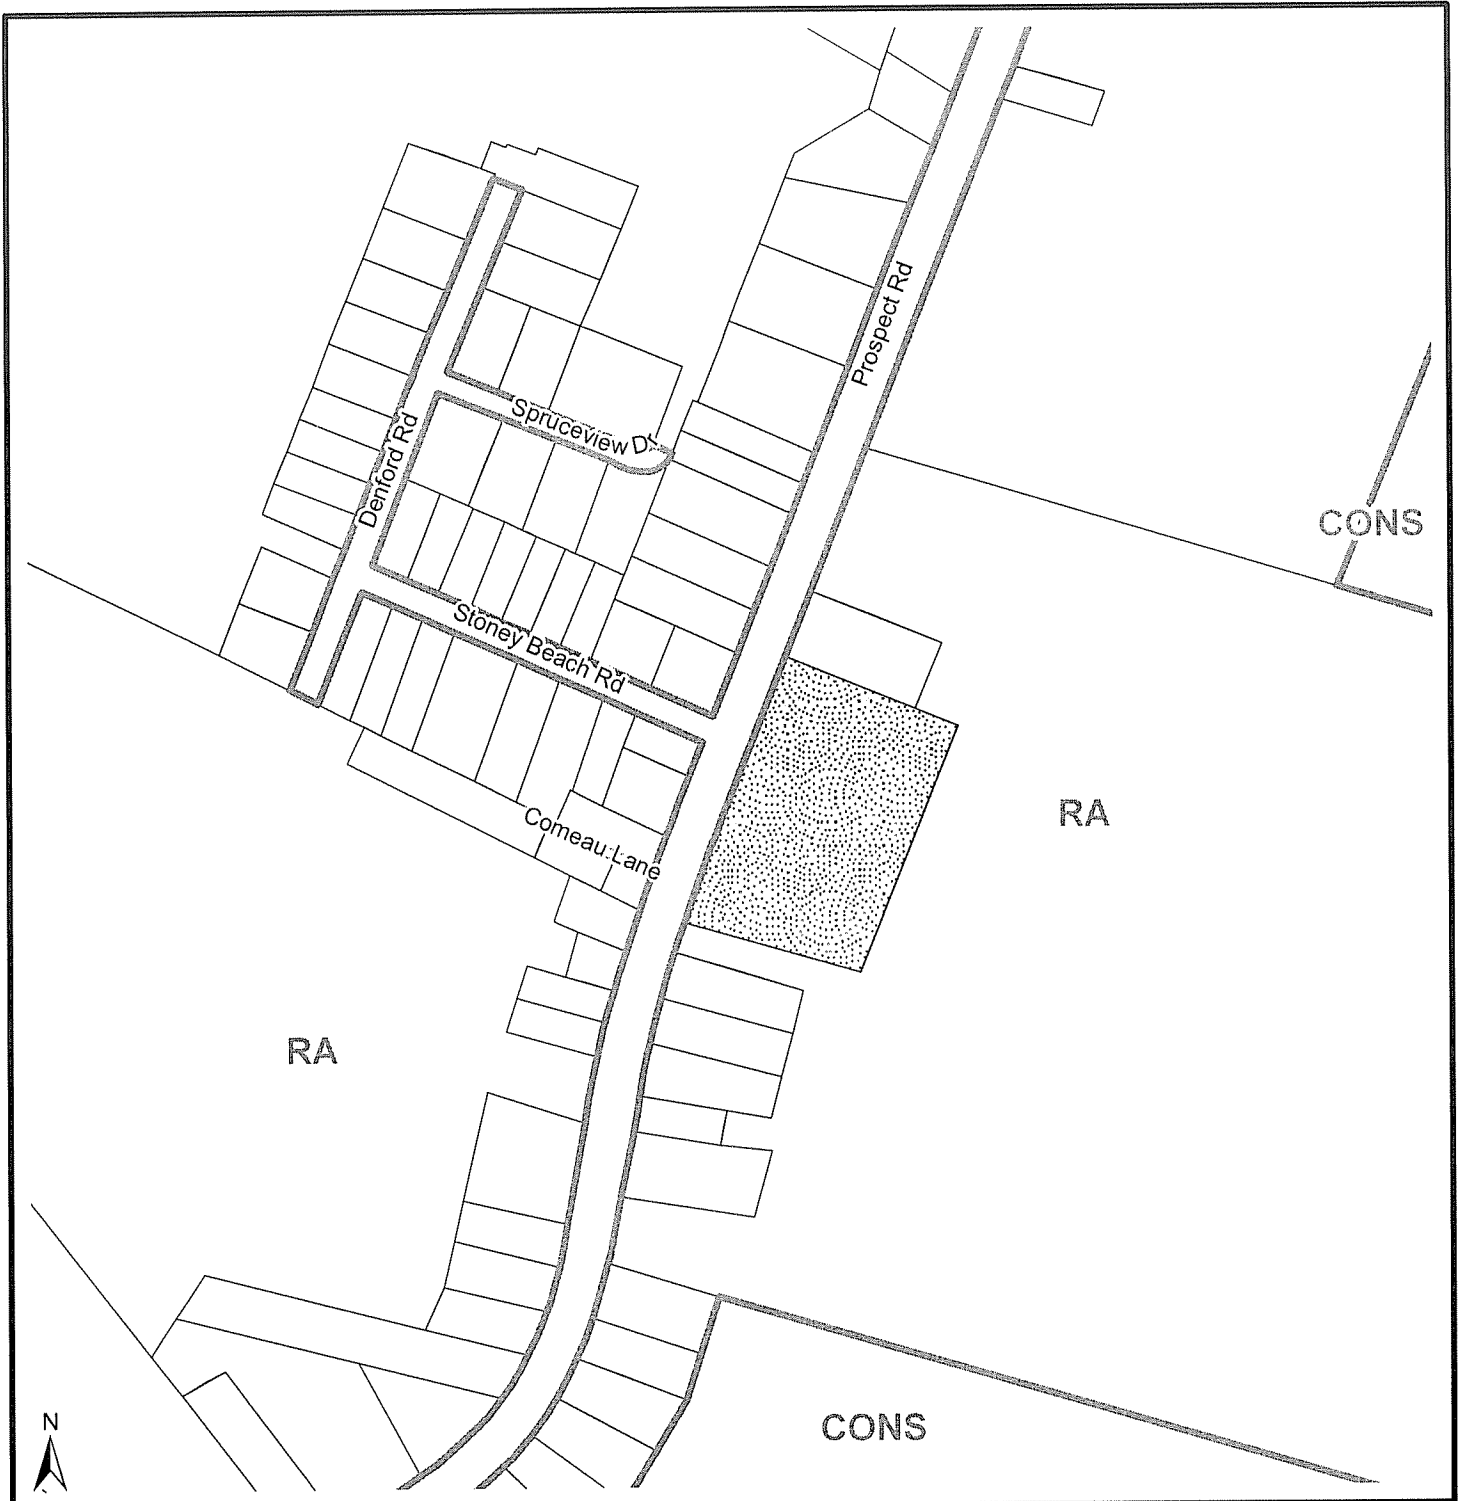 Prospect Rd
Spruceview Dr
Denford Rd
CONS
Stoney Beach Rd
RA
Comeau Lane
RA
N
CONS